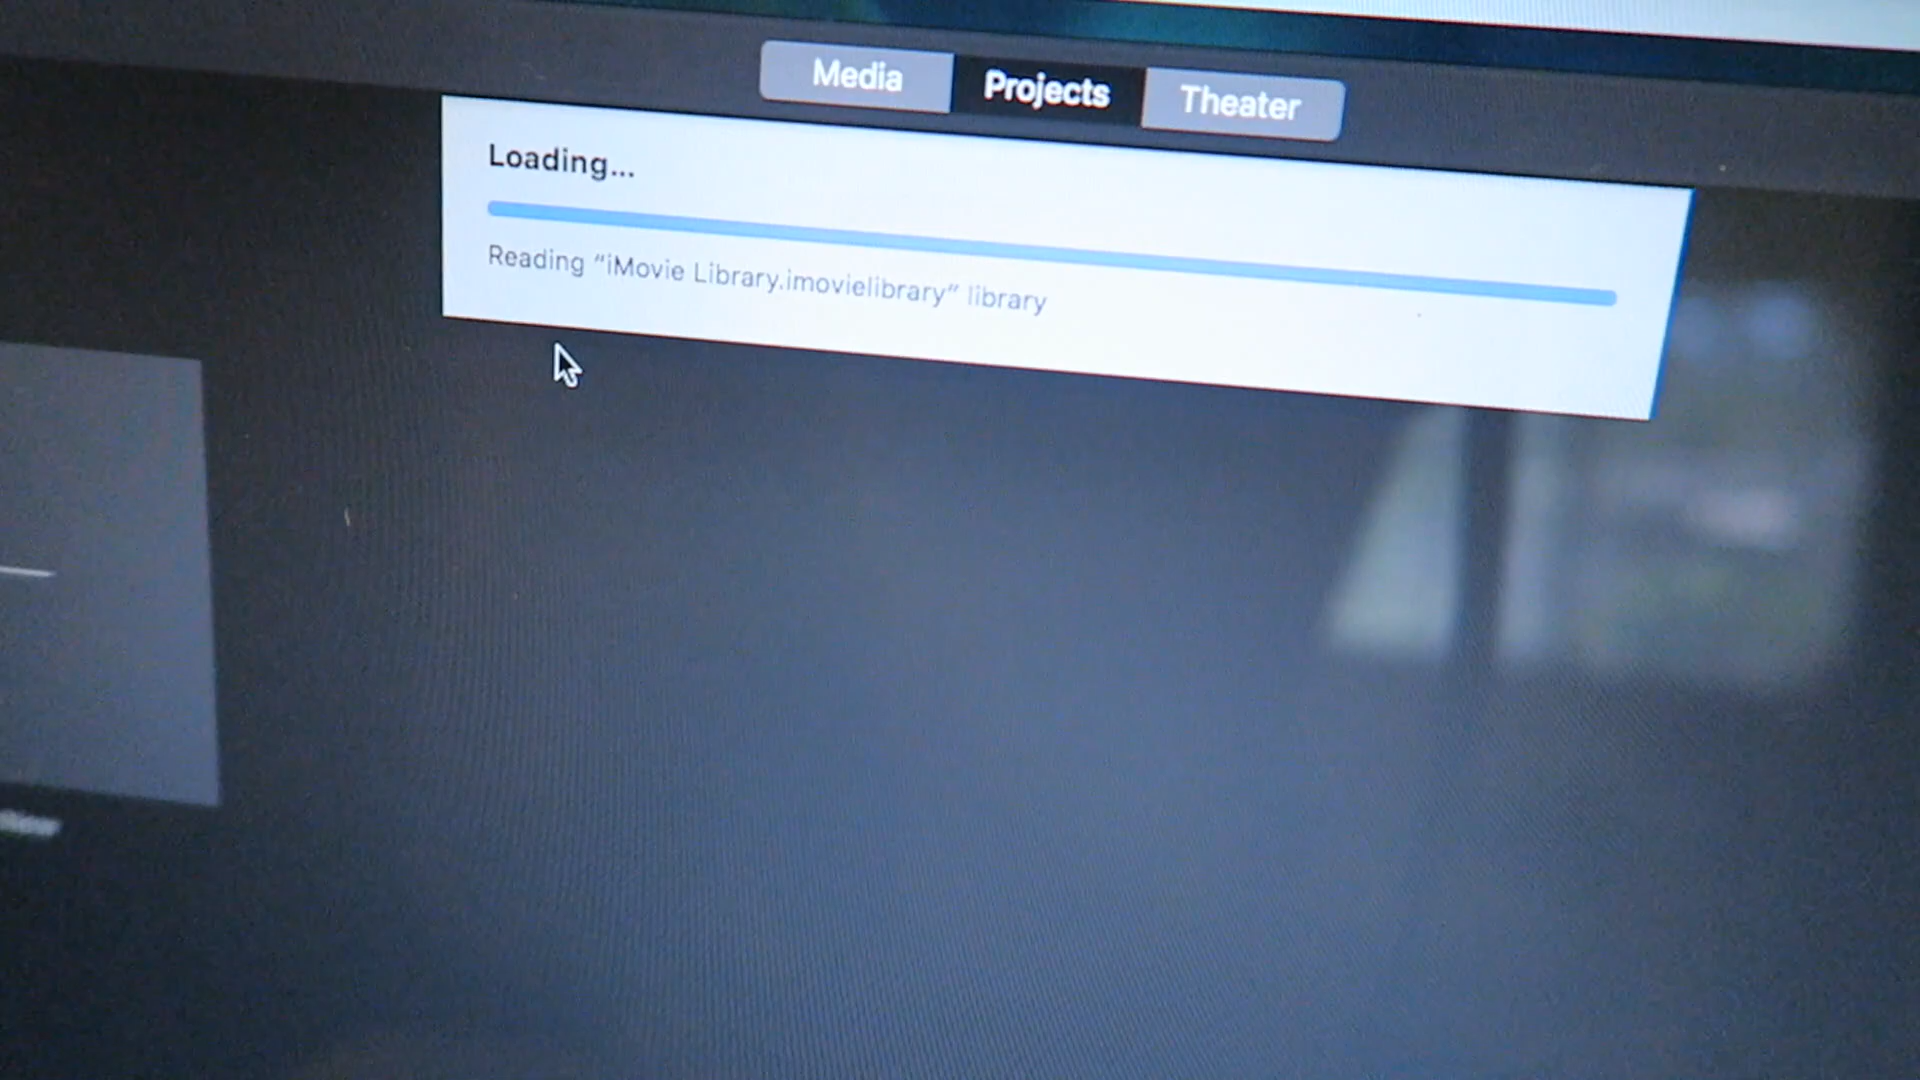 Media Projects Theater
Loading...
Reading “iMovie Library.imovielibrary” library